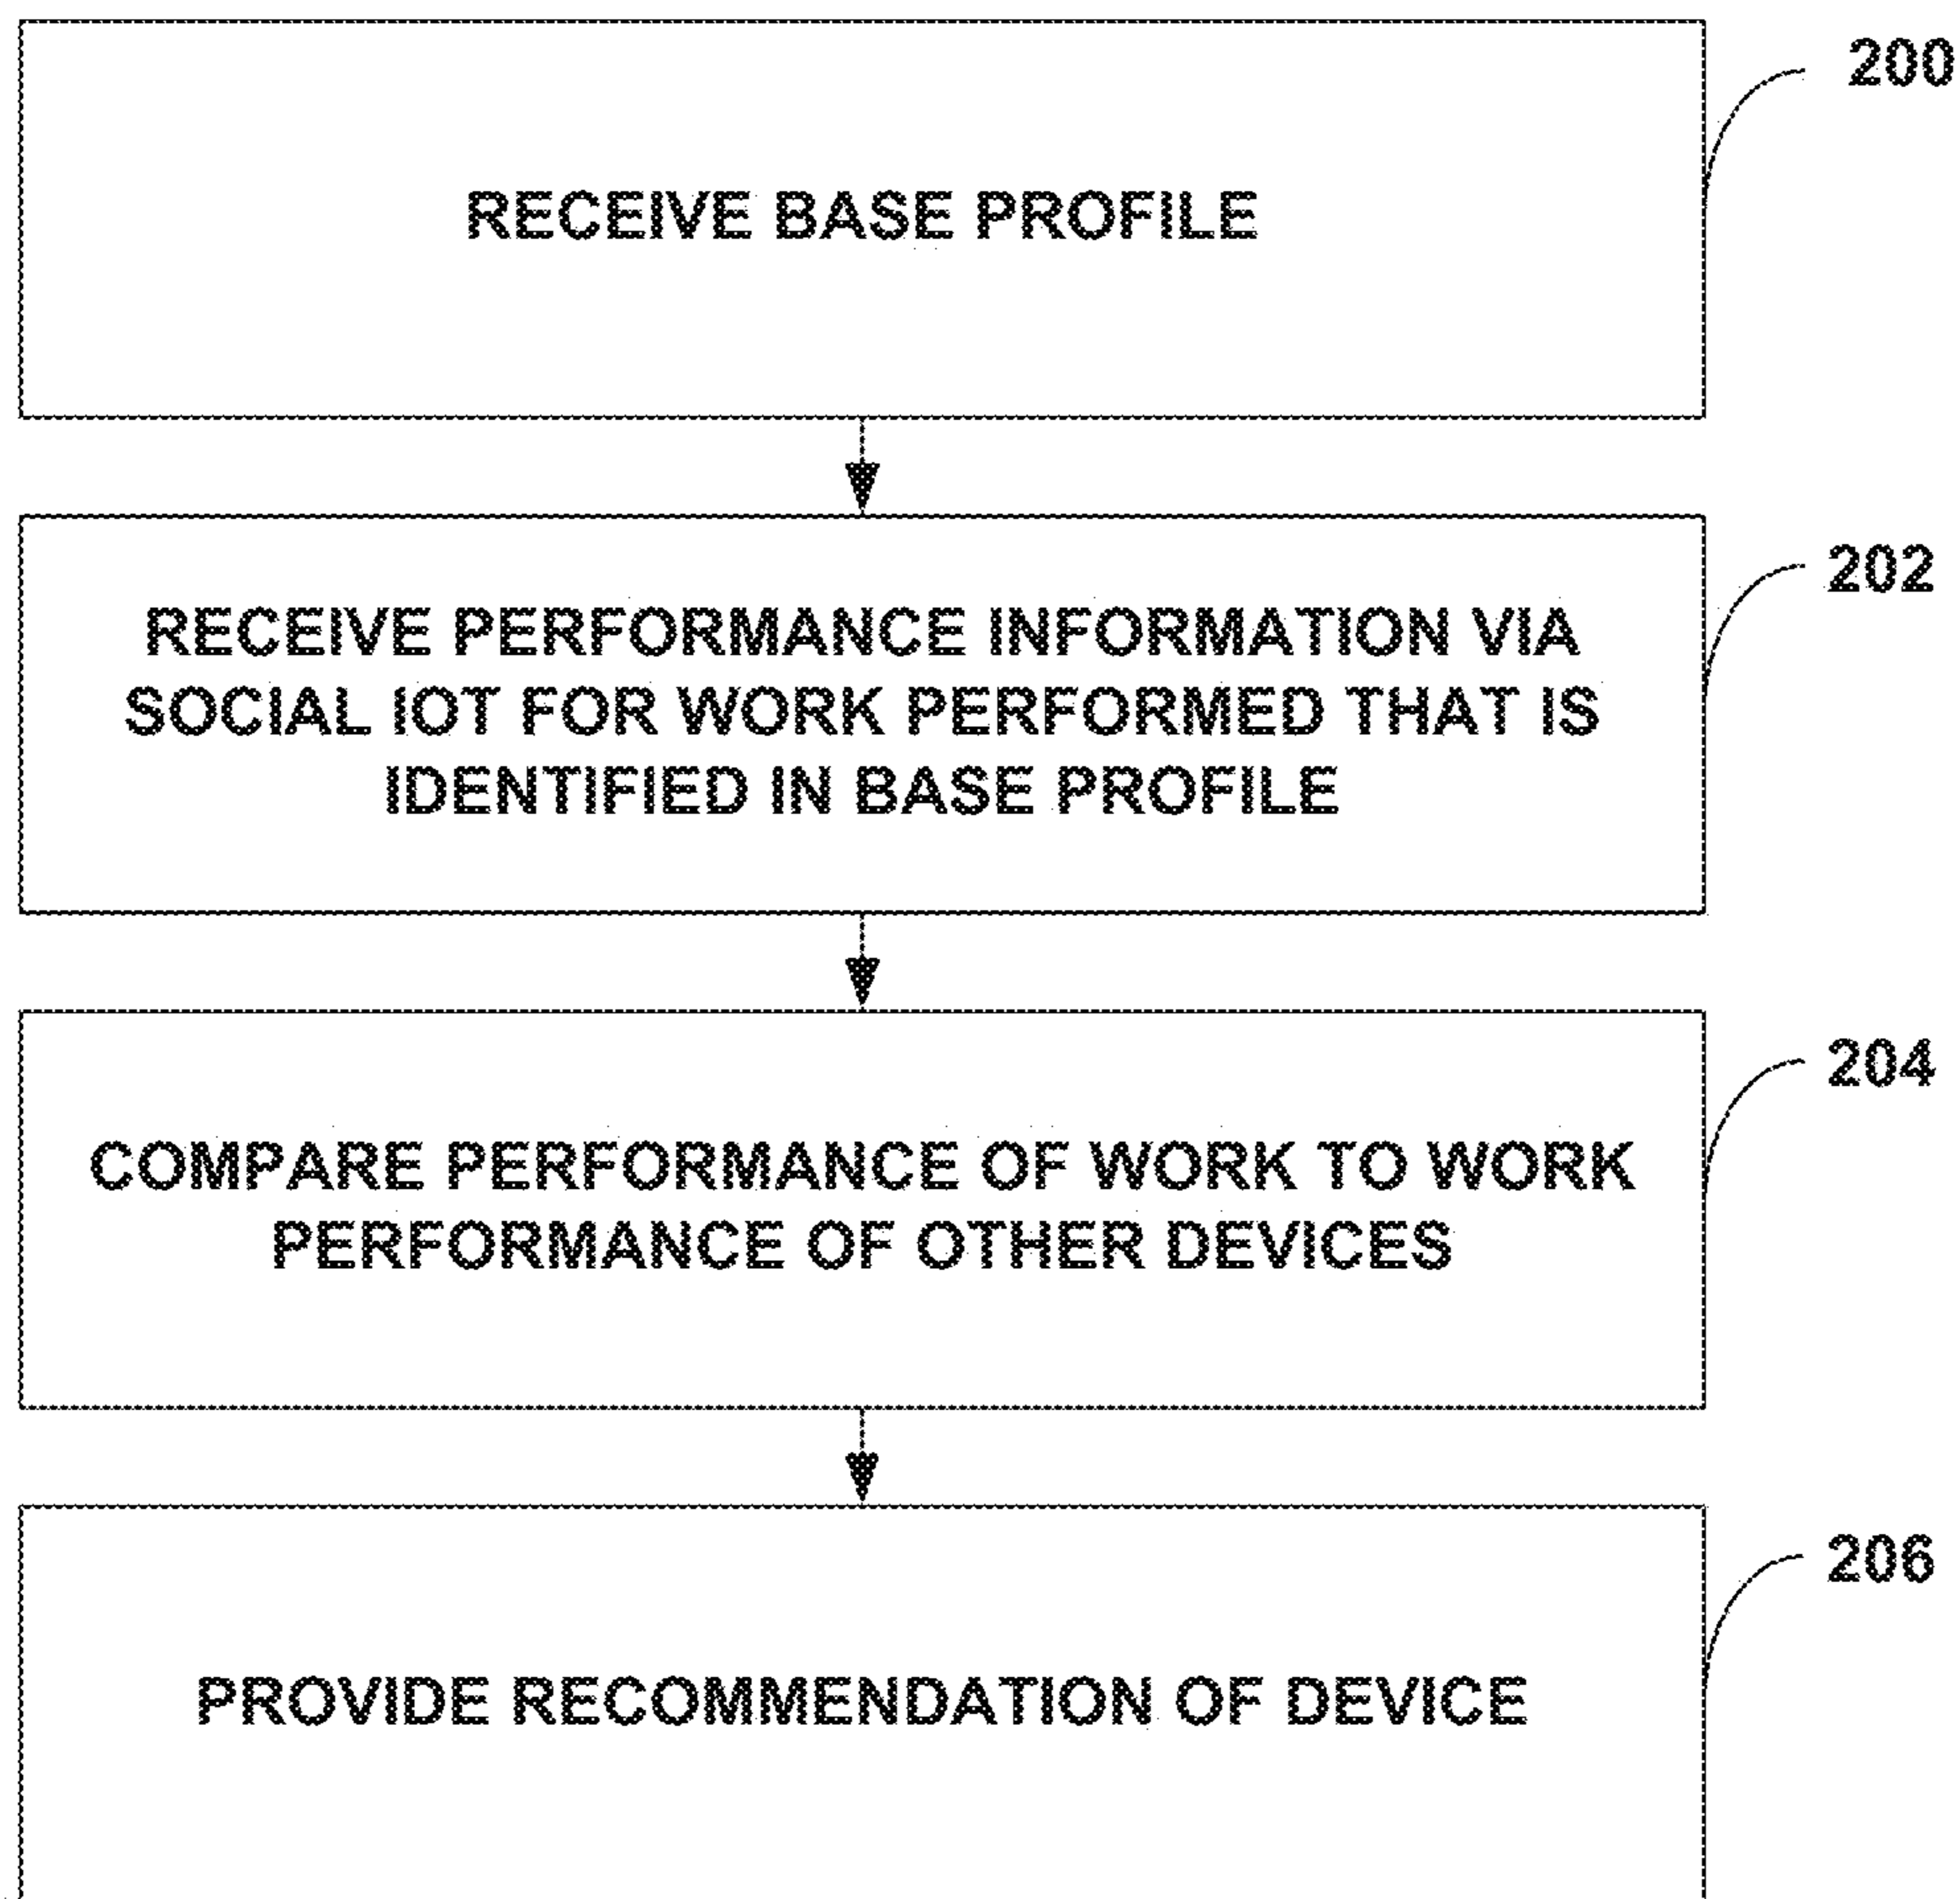 200
RECEIVE BASE PROFILE
202
RECEIVE PERFORMANCE INFORMATION VIA
SOCIAL IOT FOR WORK PERFORMED THAT IS
IDENTIFIED IN BASE PROFILE
204
COMPARE PERFORMANCE OF WORK TO WORK
PERFORMANCE OF OTHER DEVICES
206
PROVIDE RECOMMENDATION OF DEVICE